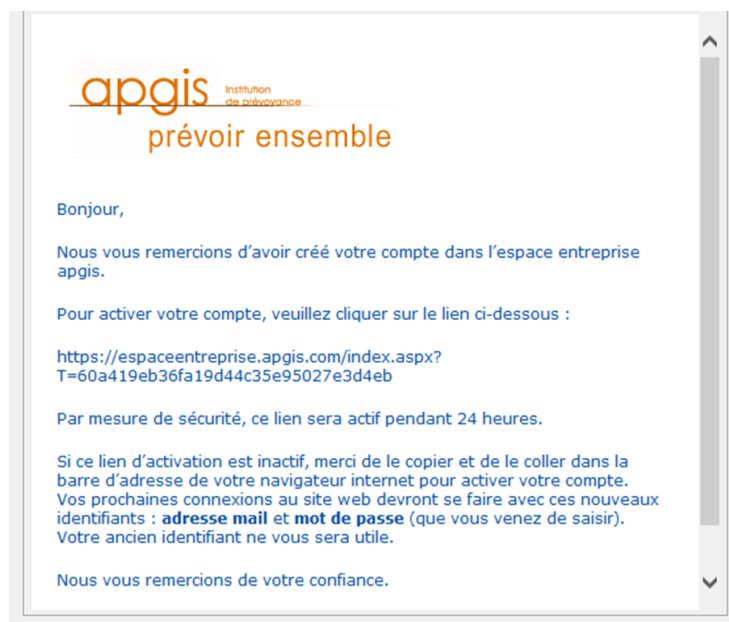 apgis Institution
de prévoyance
prévoir ensemble
Bonjour,
Nous vous remercions d´avoir créé votre compte dans l´espace entreprise
apgis.
Pour activer votre compte, veuillez cliquer sur le lien ci-dessous :
https://espaceentreprise.apgis.com/index.aspx?
T=60a419eb36fa19d44c35e95027e3d4eb
Par mesure de sécurité, ce lien sera actif pendant 24 heures.
Si ce lien d´activation est inactif, merci de le copier et de le coller dans la
barre d´adresse de votre navigateur internet pour activer votre compte.
Vos prochaines connexions au site web devront se faire avec ces nouveaux
identifiants : adresse mail et mot de passe (que vous venez de saisir).
Votre ancien identifiant ne vous sera utile.
Nous vous remercions de votre confiance.